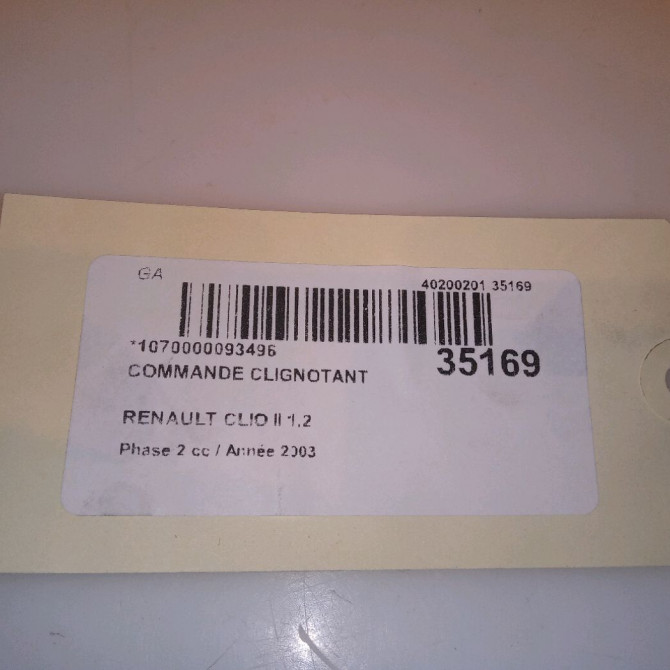 GA
40200201 35169
*1070000093496
35169
COMMANDE CLIGNOTANT
RENAULT CLIO II 1.2
Phase 2 cc / Année 2003